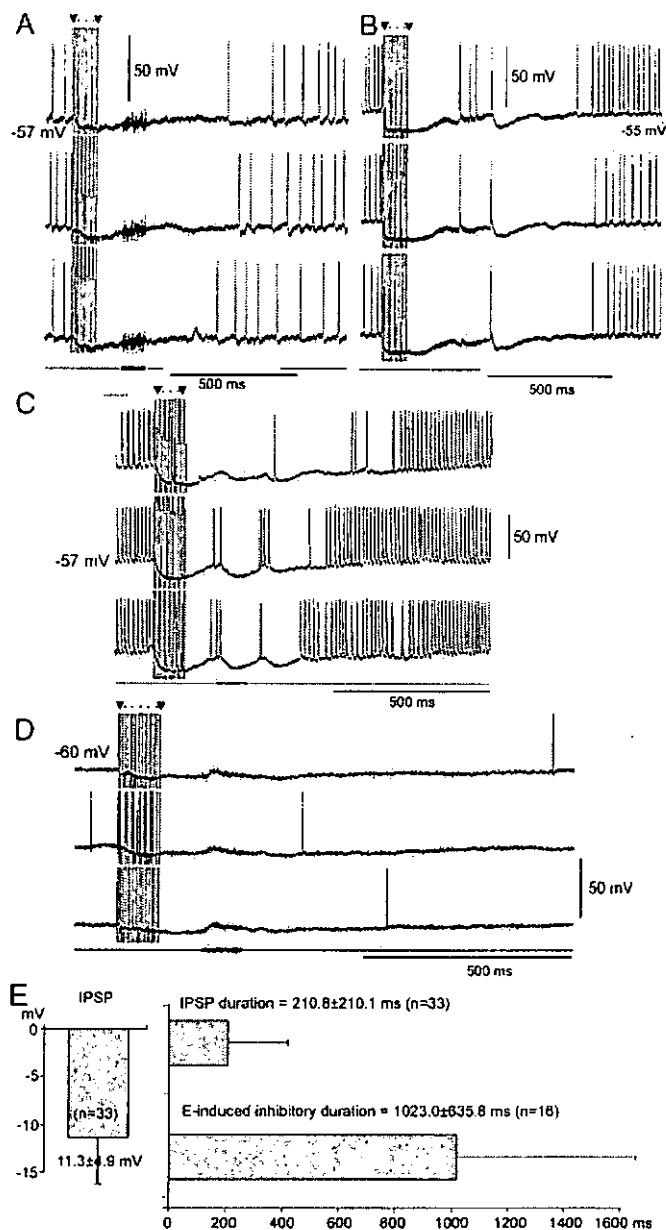 A
50 mV
-57 mV
500 ms
B
50 mV
-55 mV
500 ms
C
-57 mV
50 mV
500 ms
D
-60 mV
50 mV
500 ms
E
IPSP
mV
0
-5
-10
-15
(n=33)
11.3±4.9 mV
IPSP duration = 210.8±210.1 ms (n=33)
E-induced inhibitory duration = 1023.0±635.8 ms (n=16)
0 200 400 600 800 1000 1200 1400 1600 ms